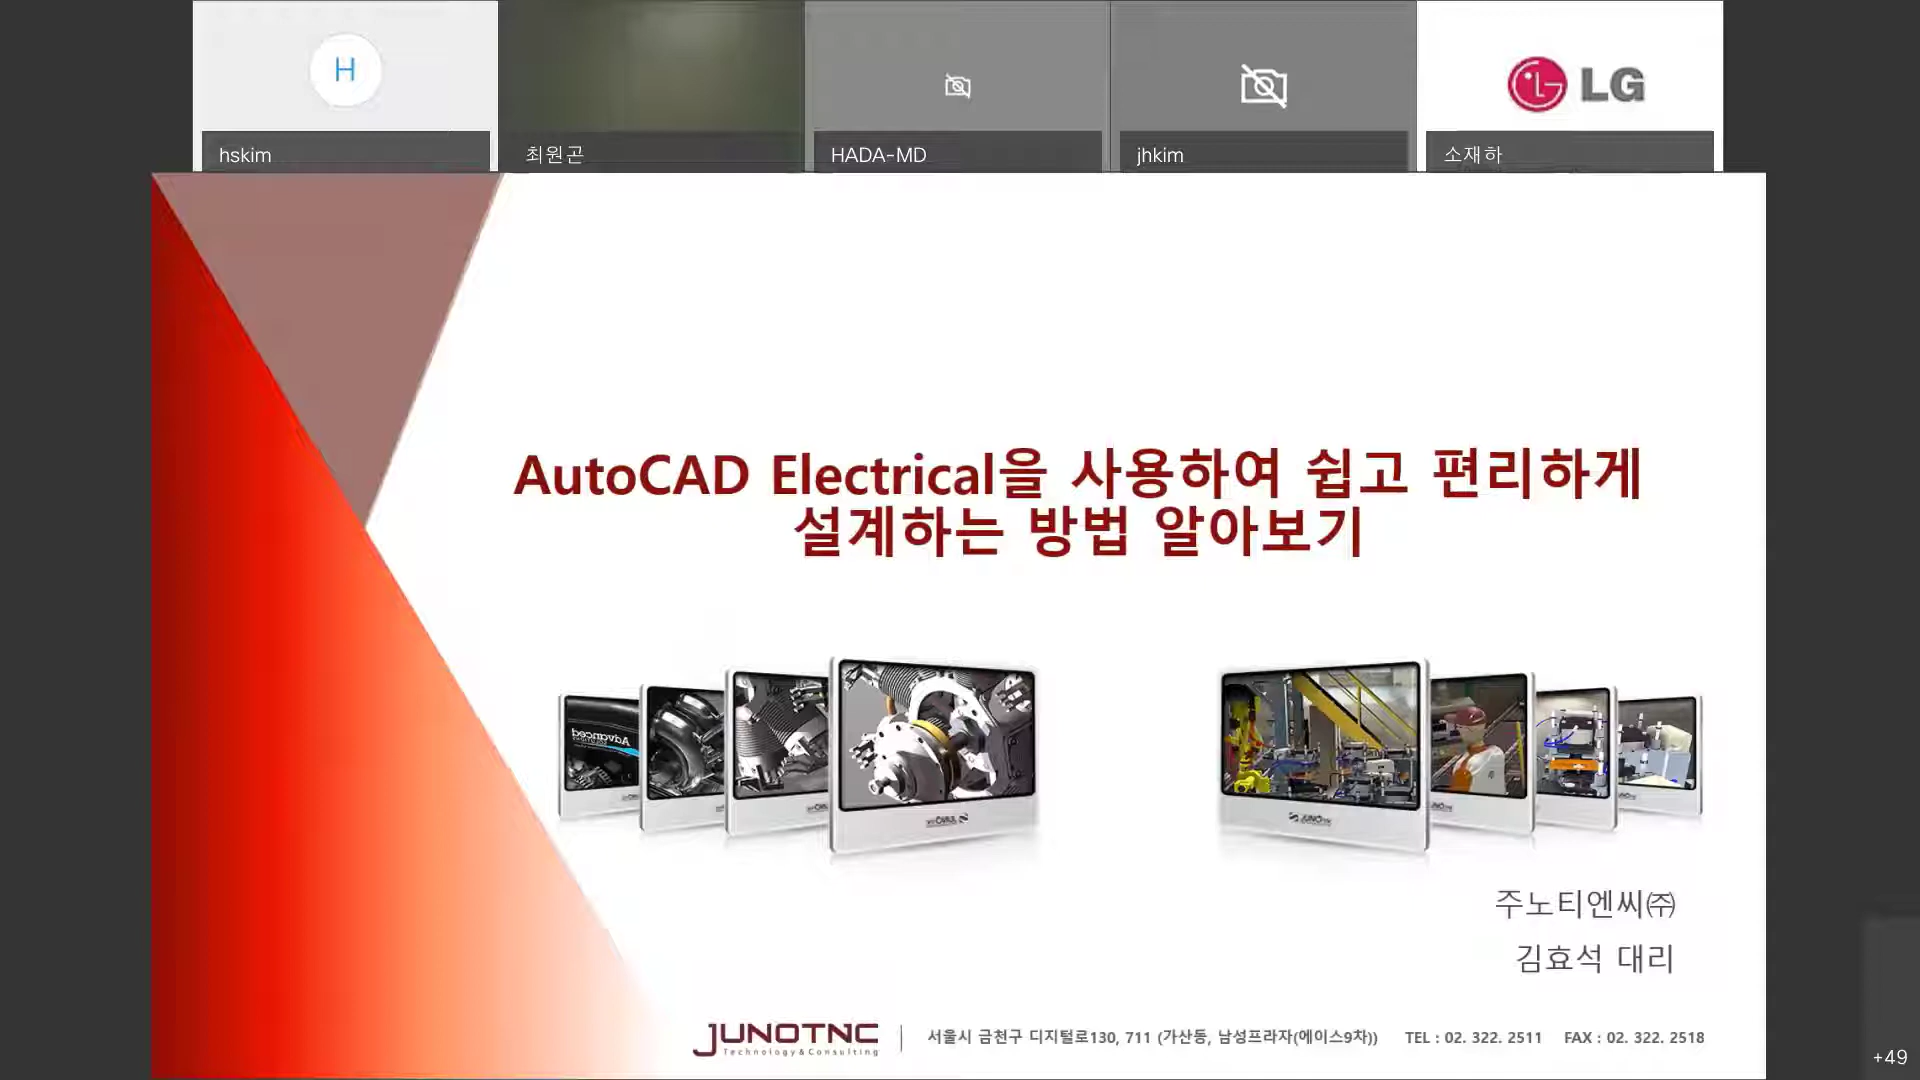 H
LG
hskim
최원곤
HADA-MD
jhkim
소재하
AutoCAD Electrical을 사용하여 쉽고 편리하게
설계하는 방법 알아보기
Advanced
JUNOTNC
주노티엔씨㈜
김효석 대리
JUNOTNC
Technology&Consulting
서울시 금천구 디지털로130, 711 (가산동, 남성프라자(에이스9차))
TEL : 02. 322. 2511
FAX : 02. 322. 2518
+49